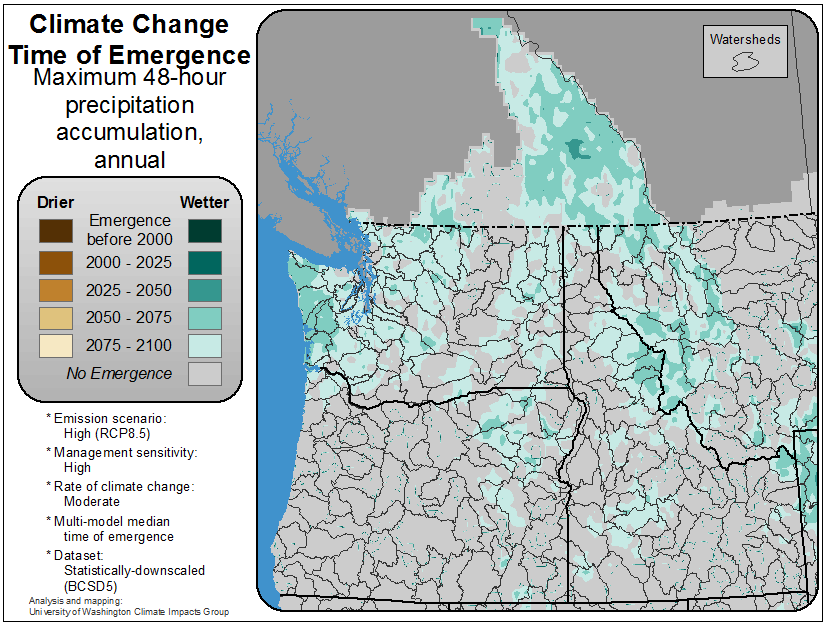 Climate Change
Time of Emergence
Maximum 48-hour
precipitation
accumulation,
annual
Drier
Wetter
Emergence
before 2000
2000 - 2025
2025 - 2050
2050 - 2075
2075 - 2100
No Emergence
* Emission scenario:
High (RCP8.5)
* Management sensitivity:
High
* Rate of climate change:
Moderate
* Multi-model median
time of emergence
* Dataset:
Statistically-downscaled
(BCSD5)
Analysis and mapping:
University of Washington Climate Impacts Group
Watersheds